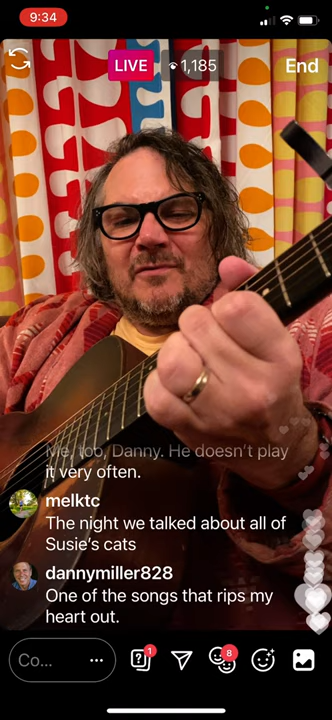 9:34
LIVE
1,185
End
Me, too, Danny. He doesn't play
it very often.
melktc
The night we talked about all of
Susie's cats
dannymiller828
One of the songs that rips my
heart out.
Co...
1
8